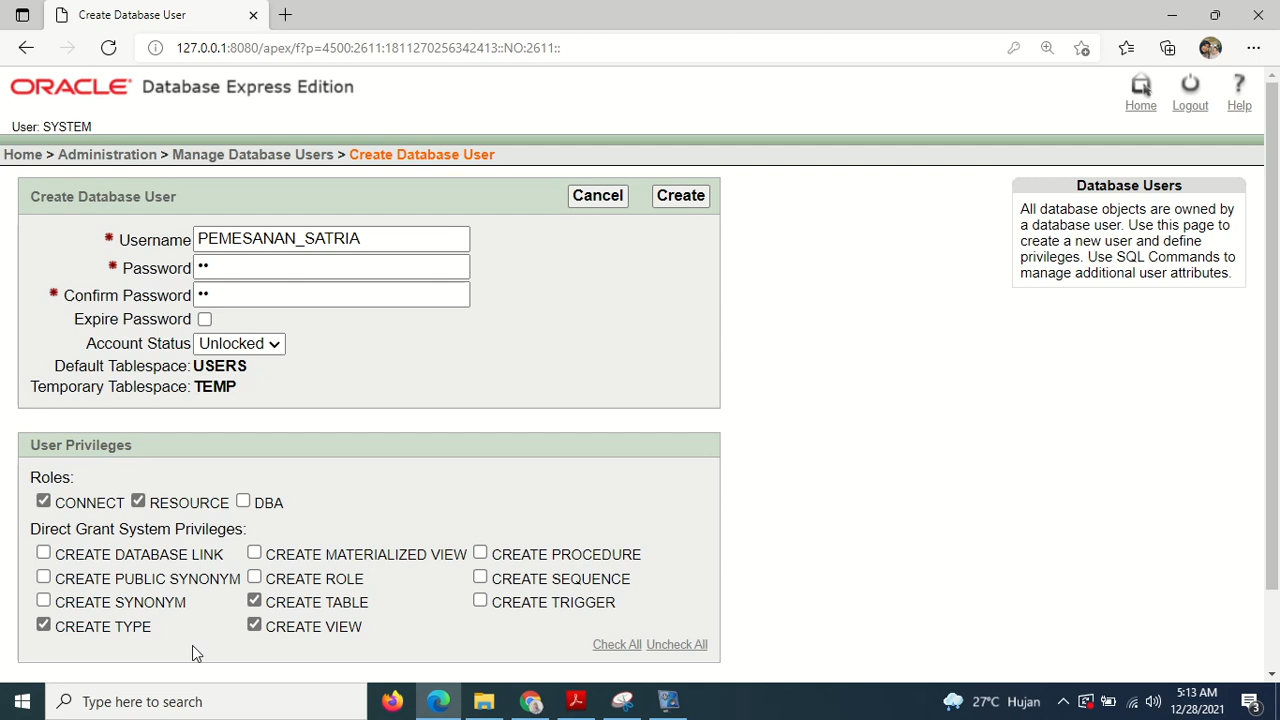 Create Database User
127.0.0.1:8080/apex/f?p=4500:2611:1811270256342413::NO:2611::
ORACLE Database Express Edition
Home Logout Help
User: SYSTEM
Home > Administration > Manage Database Users > Create Database User
Create Database User Cancel Create
* Username PEMESANAN_SATRIA
* Password ••
* Confirm Password ••
Expire Password
Account Status Unlocked
Default Tablespace: USERS
Temporary Tablespace: TEMP
Database Users
All database objects are owned by
a database user. Use this page to
create a new user and define
privileges. Use SQL Commands to
manage additional user attributes.
User Privileges
Roles:
CONNECT RESOURCE DBA
Direct Grant System Privileges:
CREATE DATABASE LINK CREATE MATERIALIZED VIEW CREATE PROCEDURE
CREATE PUBLIC SYNONYM CREATE ROLE CREATE SEQUENCE
CREATE SYNONYM CREATE TABLE CREATE TRIGGER
CREATE TYPE CREATE VIEW
Check All Uncheck All
Type here to search
27°C Hujan
5:13 AM
12/28/2021
3